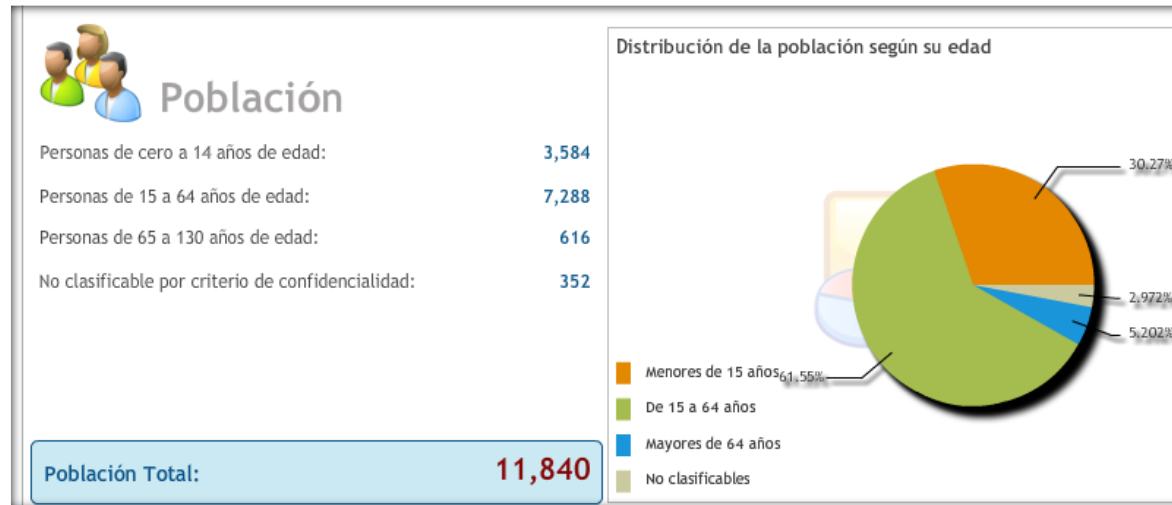 Población
Personas de cero a 14 años de edad: 3,584
Personas de 15 a 64 años de edad: 7,288
Personas de 65 a 130 años de edad: 616
No clasificable por criterio de confidencialidad: 352
Población Total: 11,840
Distribución de la población según su edad
30.27%
2.972%
5.202%
61.55%
Menores de 15 años
De 15 a 64 años
Mayores de 64 años
No clasificables